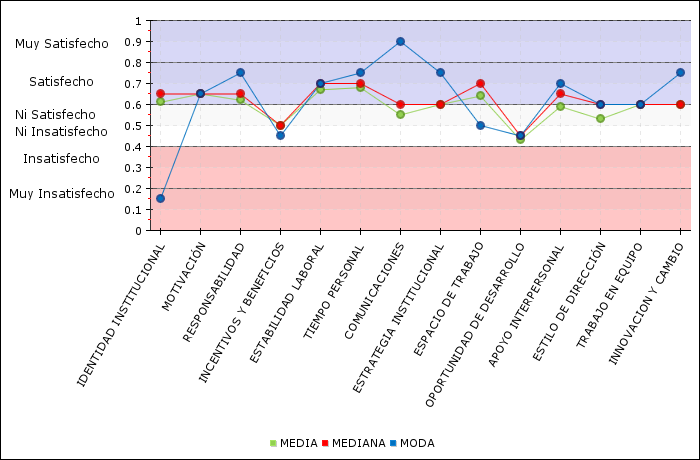 1
Muy Satisfecho
0.9
0.8
Satisfecho
0.7
0.6
Ni Satisfecho
0.5
Ni Insatisfecho
0.4
Insatisfecho
0.3
0.2
Muy Insatisfecho
0.1
0
IDENTIDAD INSTITUCIONAL
MOTIVACIÓN
RESPONSABILIDAD
INCENTIVOS Y BENEFICIOS
ESTABILIDAD LABORAL
TIEMPO PERSONAL
COMUNICACIONES
ESTRATEGIA INSTITUCIONAL
ESPACIO DE TRABAJO
OPORTUNIDAD DE DESARROLLO
APOYO INTERPERSONAL
ESTILO DE DIRECCIÓN
TRABAJO EN EQUIPO
INNOVACION Y CAMBIO
MEDIA MEDIANA MODA